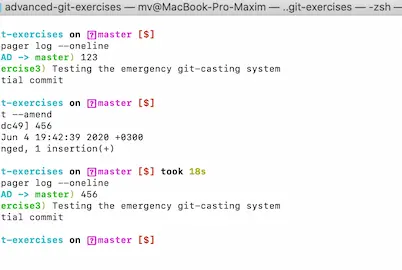 advanced-git-exercises — mv@MacBook-Pro-Maxim — ..git-exercises — -zsh —
t-exercises on master [$]
pager log --oneline
AD -> master) 123
ercise3) Testing the emergency git-casting system
tial commit
t-exercises on master [$]
t --amend
dc49] 456
Jun 4 19:42:39 2020 +0300
nged, 1 insertion(+)
t-exercises on master [$] took 18s
pager log --oneline
AD -> master) 456
ercise3) Testing the emergency git-casting system
tial commit
t-exercises on master [$]